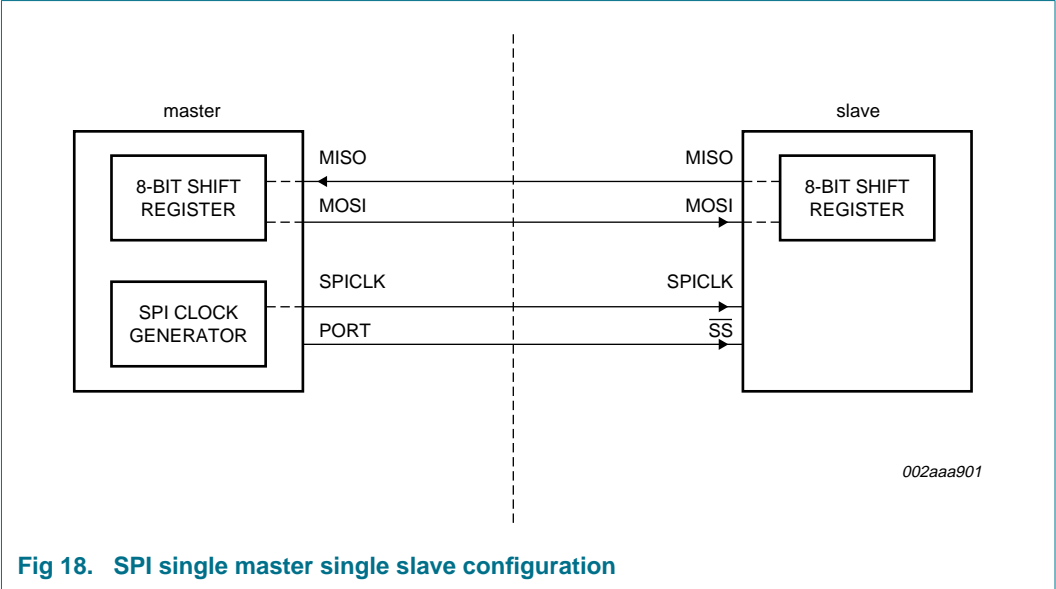 master
slave
MISO
MISO
8-BIT SHIFT
REGISTER
8-BIT SHIFT
REGISTER
MOSI
MOSI
SPICLK
SPICLK
SPI CLOCK
GENERATOR
PORT
S̅S̅
002aaa901
Fig 18. SPI single master single slave configuration